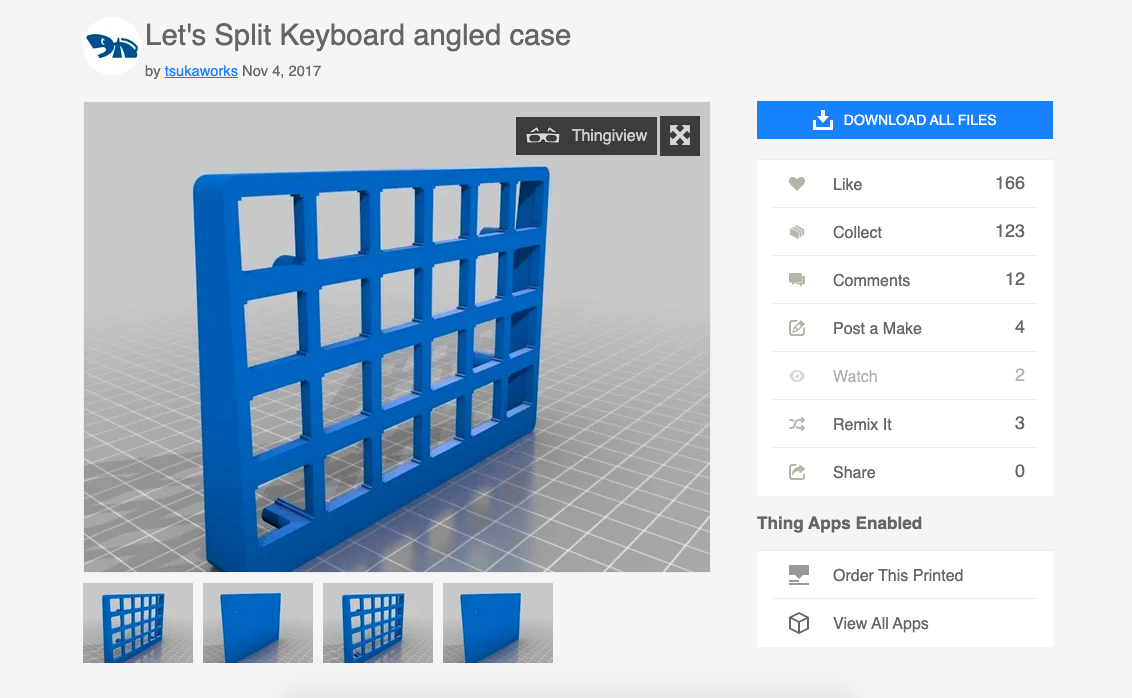 Let's Split Keyboard angled case
by tsukaworks Nov 4, 2017
Thingiview
DOWNLOAD ALL FILES
Like 166
Collect 123
Comments 12
Post a Make 4
Watch 2
Remix It 3
Share 0
Thing Apps Enabled
Order This Printed
View All Apps